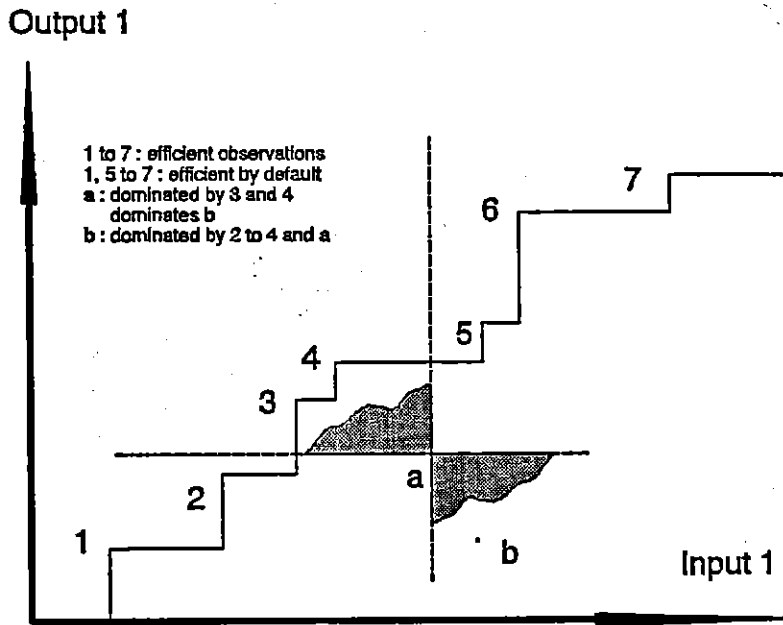 Output 1
1 to 7 : efficient observations
1, 5 to 7 : efficient by default
a : dominated by 3 and 4
dominates b
b : dominated by 2 to 4 and a
7
6
5
4
3
a
2
1
b
Input 1